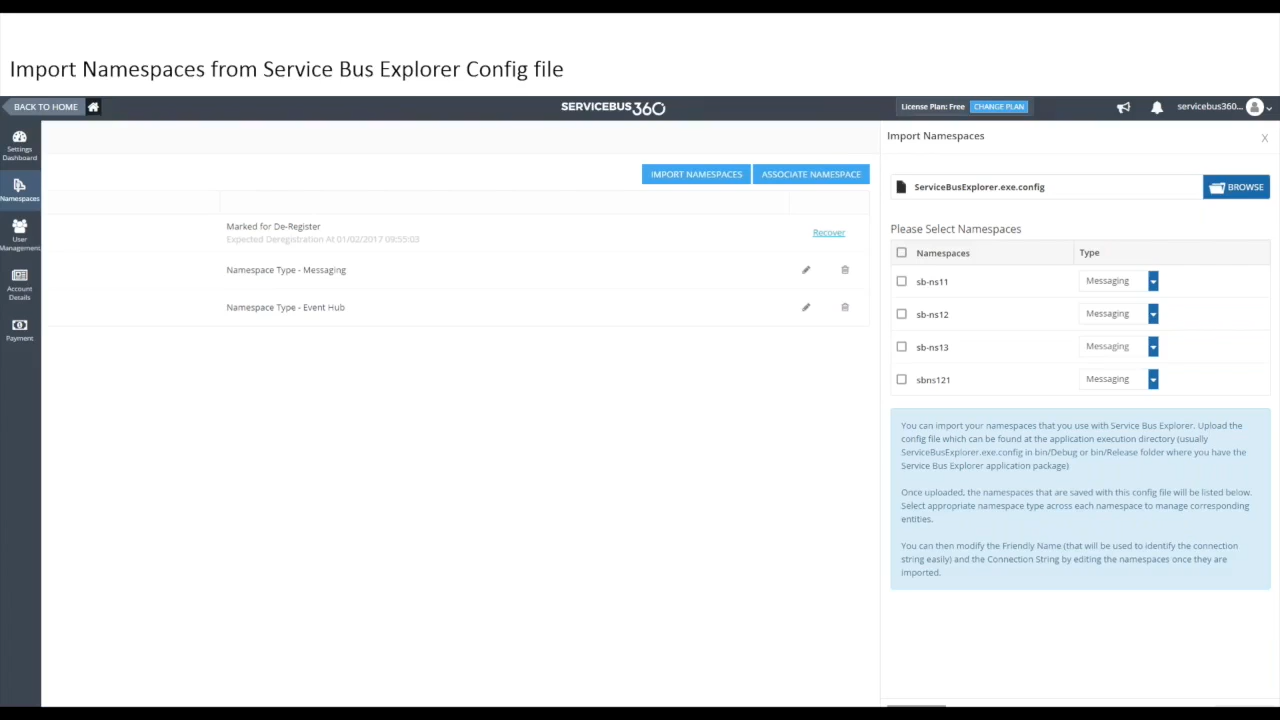 Import Namespaces from Service Bus Explorer Config file
BACK TO HOME
SERVICEBUS360
License Plan: Free CHANGE PLAN
servicebus360...
Settings
Dashboard
Namespaces
User
Management
Account
Details
Payment
IMPORT NAMESPACES
ASSOCIATE NAMESPACE
Marked for De-Register
Expected Deregistration At 01/02/2017 09:55:03
Recover
Namespace Type - Messaging
Namespace Type - Event Hub
Import Namespaces
X
ServiceBusExplorer.exe.config
BROWSE
Please Select Namespaces
Namespaces Type
sb-ns11 Messaging
sb-ns12 Messaging
sb-ns13 Messaging
sbns121 Messaging
You can import your namespaces that you use with Service Bus Explorer. Upload the
config file which can be found at the application execution directory (usually
ServiceBusExplorer.exe.config in bin/Debug or bin/Release folder where you have the
Service Bus Explorer application package)
Once uploaded, the namespaces that are saved with this config file will be listed below.
Select appropriate namespace type across each namespace to manage corresponding
entities.
You can then modify the Friendly Name (that will be used to identify the connection
string easily) and the Connection String by editing the namespaces once they are
imported.